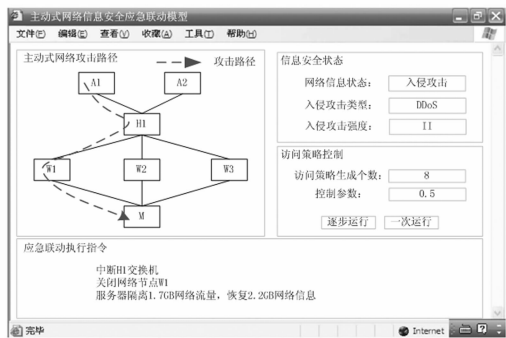 主动式网络信息安全应急联动模型
文件(F) 编辑(E) 查看(V) 收藏(A) 工具(T) 帮助(H)
主动式网络攻击路径
攻击路径
A1 A2
H1
W1 W2 W3
M
信息安全状态
网络信息状态： 入侵攻击
入侵攻击类型： DDoS
入侵攻击强度： II
访问策略控制
访问策略生成个数： 8
控制参数： 0.5
逐步运行 一次运行
应急联动执行指令
中断H1交换机
关闭网络节点W1
服务器隔离1.7GB网络流量，恢复2.2GB网络信息
完毕
Internet